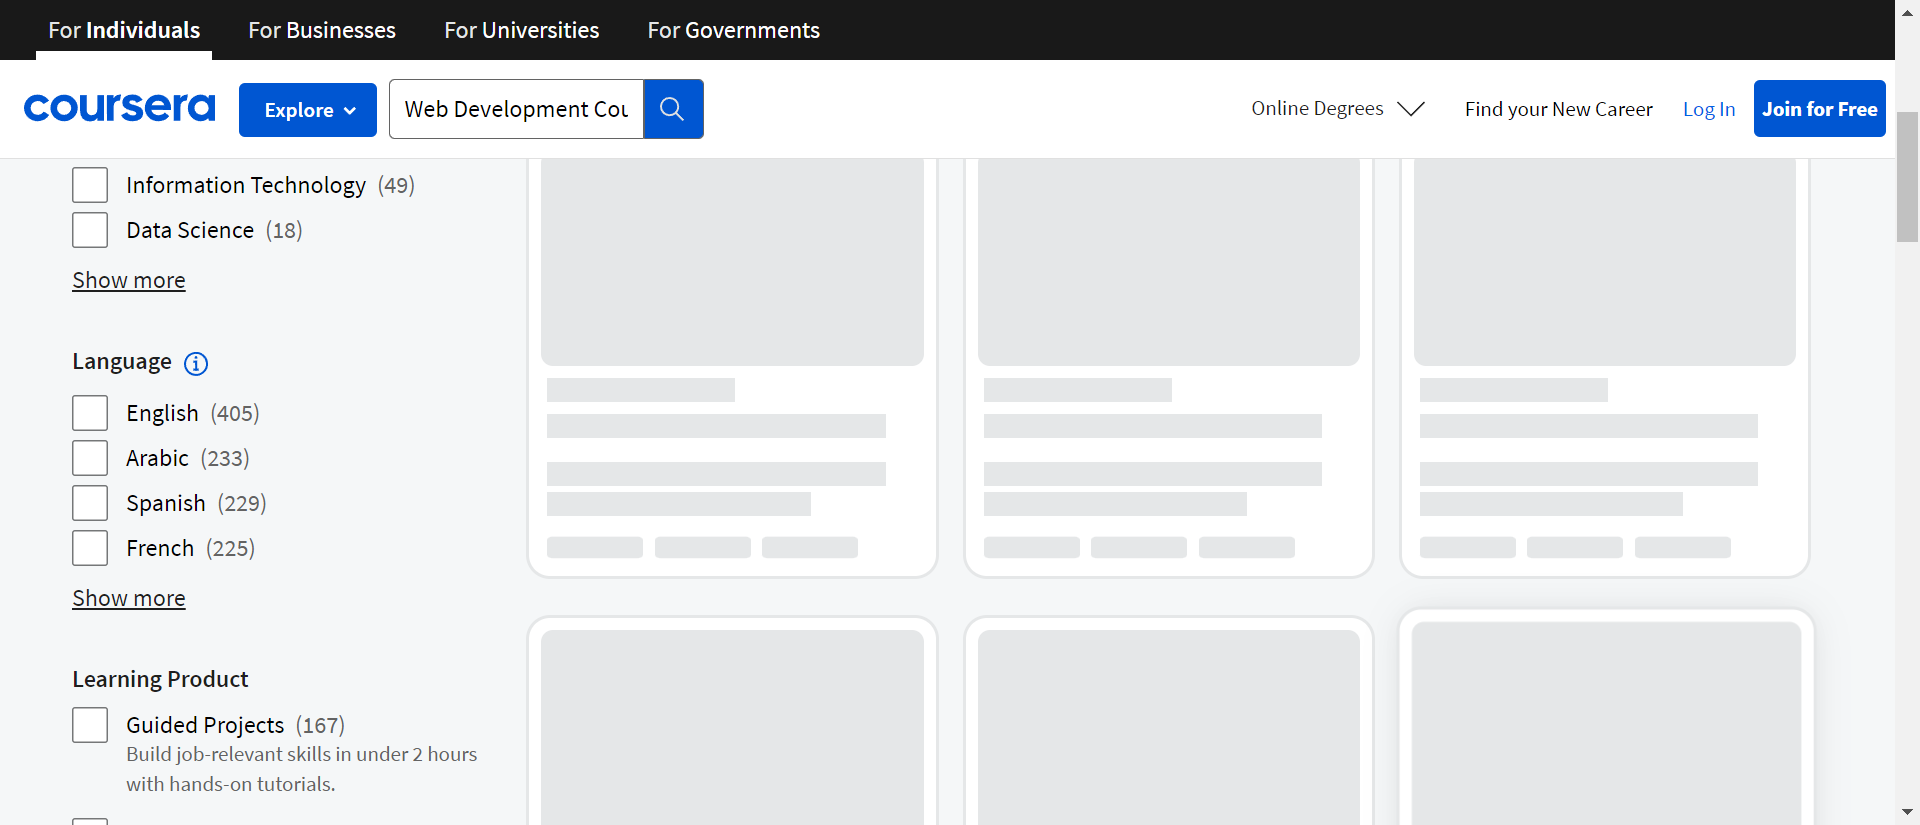 For Individuals For Businesses For Universities For Governments
coursera Explore Web Development Cou Online Degrees Find your New Career Log In Join for Free
Information Technology (49)
Data Science (18)
Show more
Language
English (405)
Arabic (233)
Spanish (229)
French (225)
Show more
Learning Product
Guided Projects (167)
Build job-relevant skills in under 2 hours
with hands-on tutorials.